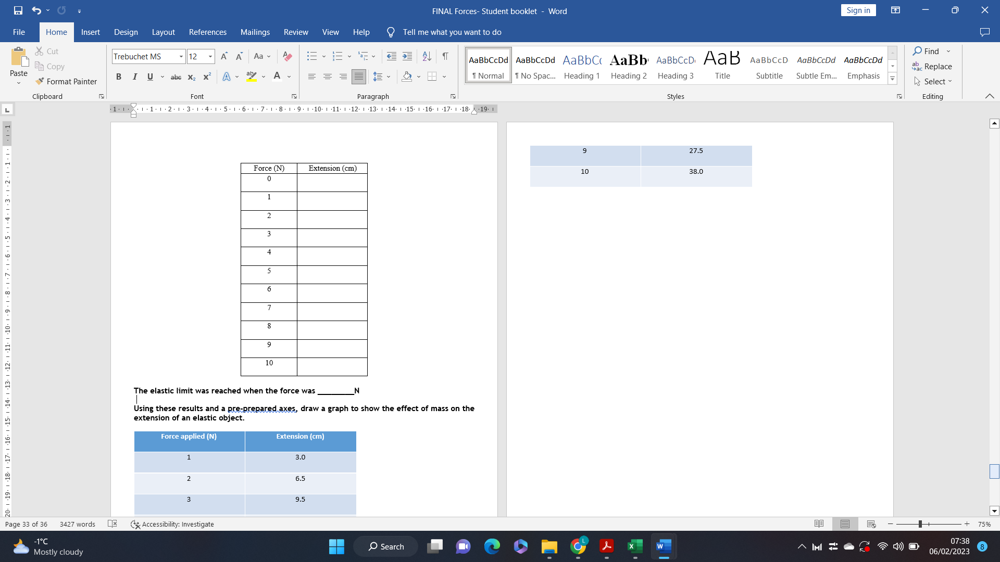 FINAL Forces- Student booklet - Word
Sign in
File Home Insert Design Layout References Mailings Review View Help Tell me what you want to do
Paste
Cut
Copy
Format Painter
Clipboard
Trebuchet MS 12
Font
Paragraph
AaBbCcDd AaBbCcDd AaBbCc AaBb AaBbCcD AaB AaBbCcD AaBbCcDd AaBbCcDd
¶ Normal ¶ No Spac... Heading 1 Heading 2 Heading 3 Title Subtitle Subtle Em... Emphasis
Styles
Find
Replace
Select
Editing
Force (N) Extension (cm)
0
1
2
3
4
5
6
7
8
9
10
The elastic limit was reached when the force was ________N
Using these results and a pre-prepared axes, draw a graph to show the effect of mass on the
extension of an elastic object.
Force applied (N) Extension (cm)
1 3.0
2 6.5
3 9.5
9 27.5
10 38.0
Page 33 of 36 3427 words Accessibility: Investigate 75%
-1°C
Mostly cloudy
Search
07:38
06/02/2023
8